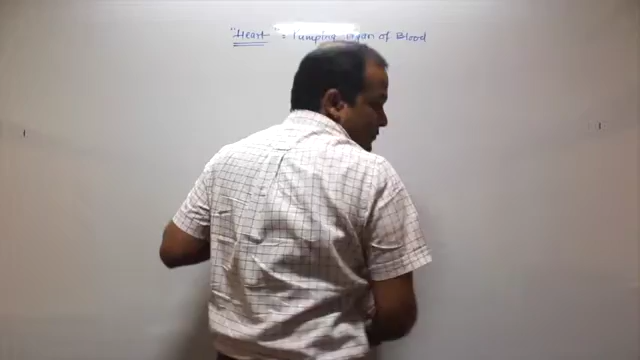 "Heart" = Pumping Organ of Blood